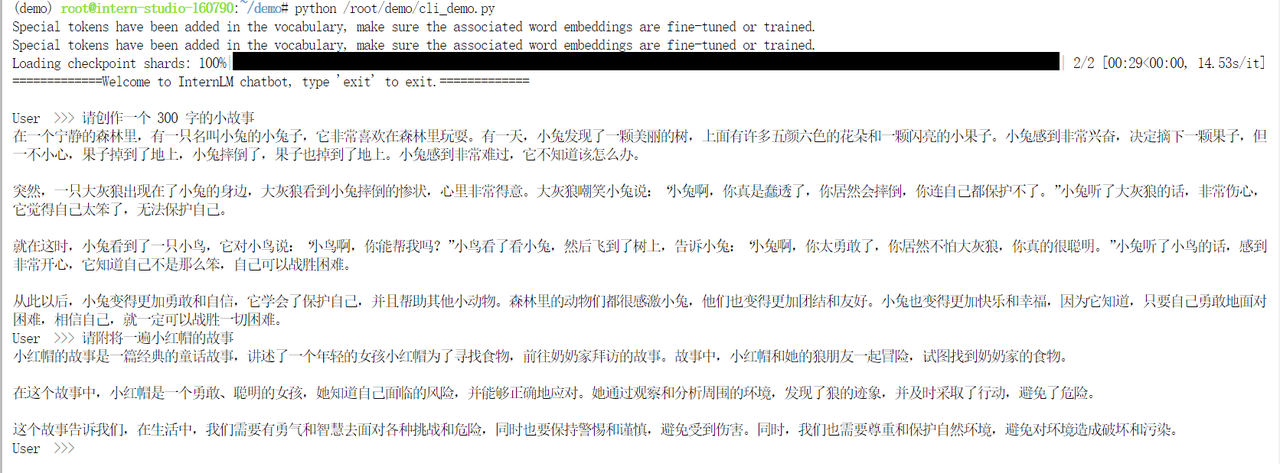 (demo) root@intern-studio-160790:~/demo# python /root/demo/cli_demo.py
Special tokens have been added in the vocabulary, make sure the associated word embeddings are fine-tuned or trained.
Special tokens have been added in the vocabulary, make sure the associated word embeddings are fine-tuned or trained.
Loading checkpoint shards: 100%| | 2/2 [00:29<00:00, 14.53s/it]
=============Welcome to InternLM chatbot, type 'exit' to exit.=============
User >>> 请创作一个 300 字的小故事
在一个宁静的森林里，有一只名叫小兔的小兔子，它非常喜欢在森林里玩耍。有一天，小兔发现了一颗美丽的树，上面有许多五颜六色的花朵和一颗闪亮的小果子。小兔感到非常兴奋，决定摘下一颗果子，但
一不小心，果子掉到了地上，小兔摔倒了，果子也掉到了地上。小兔感到非常难过，它不知道该怎么办。
突然，一只大灰狼出现在了小兔的身边，大灰狼看到小兔摔倒的惨状，心里非常得意。大灰狼嘲笑小兔说：“小兔啊，你真是蠢透了，你居然会摔倒，你连自己都保护不了。”小兔听了大灰狼的话，非常伤心，
它觉得自己太笨了，无法保护自己。
就在这时，小兔看到了一只小鸟，它对小鸟说：“小鸟啊，你能帮我吗？”小鸟看了看小兔，然后飞到了树上，告诉小兔：“小兔啊，你太勇敢了，你居然不怕大灰狼，你真的很聪明。”小兔听了小鸟的话，感到
非常开心，它知道自己不是那么笨，自己可以战胜困难。
从此以后，小兔变得更加勇敢和自信，它学会了保护自己，并且帮助其他小动物。森林里的动物们都很感激小兔，他们也变得更加团结和友好。小兔也变得更加快乐和幸福，因为它知道，只要自己勇敢地面对
困难，相信自己，就一定可以战胜一切困难。
User >>> 请附将一遍小红帽的故事
小红帽的故事是一篇经典的童话故事，讲述了一个年轻的女孩小红帽为了寻找食物，前往奶奶家拜访的故事。故事中，小红帽和她的狼朋友一起冒险，试图找到奶奶家的食物。
在这个故事中，小红帽是一个勇敢、聪明的女孩，她知道自己面临的风险，并能够正确地应对。她通过观察和分析周围的环境，发现了狼的迹象，并及时采取了行动，避免了危险。
这个故事告诉我们，在生活中，我们需要有勇气和智慧去面对各种挑战和危险，同时也要保持警惕和谨慎，避免受到伤害。同时，我们也需要尊重和保护自然环境，避免对环境造成破坏和污染。
User >>>